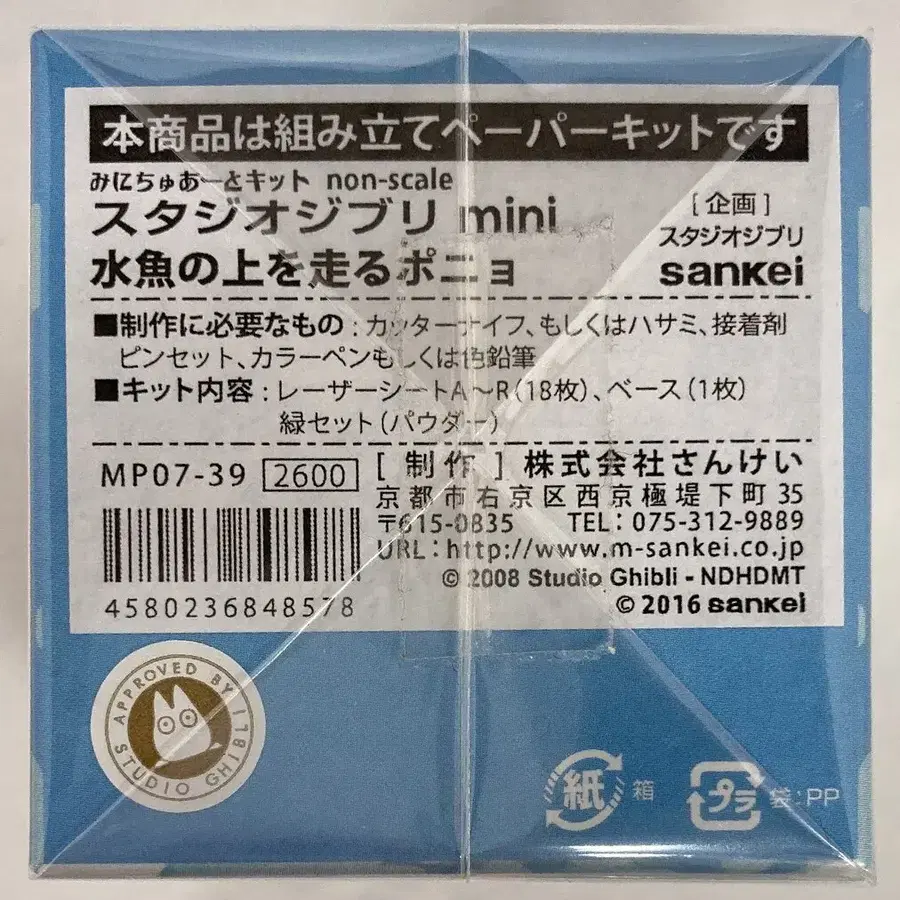 本商品は組み立てペーパーキットです
みにちゅあーとキット non-scale
スタジオジブリ mini
水魚の上を走るポニョ
[企画]
スタジオジブリ
sankei
■制作に必要なもの:カッターナイフ、もしくはハサミ、接着剤
ピンセット、カラーペンもしくは色鉛筆
■キット内容:レーザーシートA〜R(18枚)、ベース(1枚)
緑セット(パウダー)
MP07-39 2600
[制作] 株式会社さんけい
京都市右京区西京極堤下町35
〒615-0835 TEL:075-312-9889
URL:http://www.m-sankei.co.jp
© 2008 Studio Ghibli - NDHDMT
© 2016 sankei
4580236848578
APPROVED BY STUDIO GHIBLI
紙 箱
プラ 袋:PP